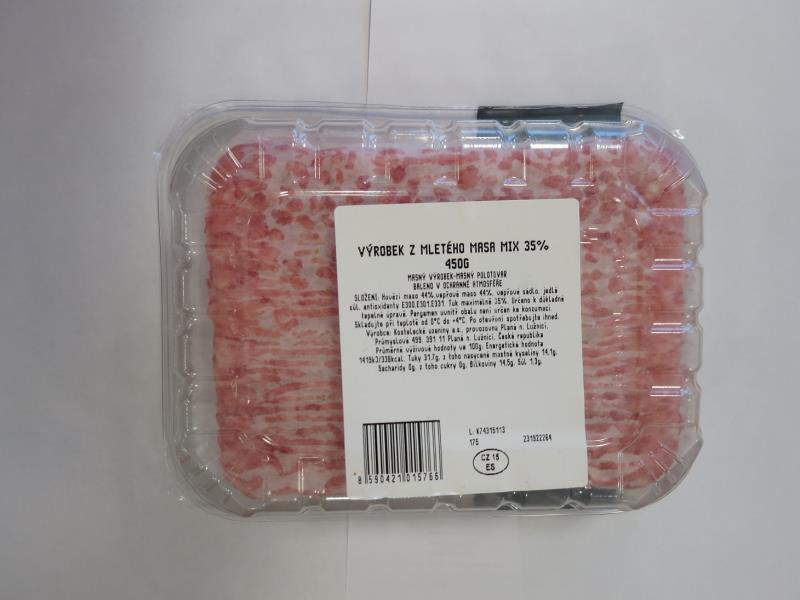 VÝROBEK Z MLETÉHO MASA MIX 35%
450G
MASNÝ VÝROBEK-MASNÝ POLOTOVAR
BALENO V OCHRANNÉ ATMOSFÉŘE
SLOŽENÍ: Hovězí maso 44%,vepřové maso 44%, vepřové sádlo, jedlá
sůl, antioxidanty E300,E301,E331. Tuk maximálně 35%. Určeno k důkladné
tepelné úpravě. Pergamen uvnitř obalu není určen ke konzumaci.
Skladujte při teplotě od 0°C do +4°C. Po otevření spotřebujte ihned.
Výrobce: Kostelecké uzeniny a.s., provozovna Planá n. Lužnicí,
Průmyslová 499, 391 11 Planá n. Lužnicí, Česká republika
Průměrné výživové hodnoty ve 100g: Energetická hodnota
1419kJ/338kcal, Tuky 31,7g, z toho nasycené mastné kyseliny 14,1g,
Sacharidy 0g, z toho cukry 0g, Bílkoviny 14,5g, Sůl 1,3g.
L: K74315113
175 231922264
CZ 15
ES
8 590421 015766